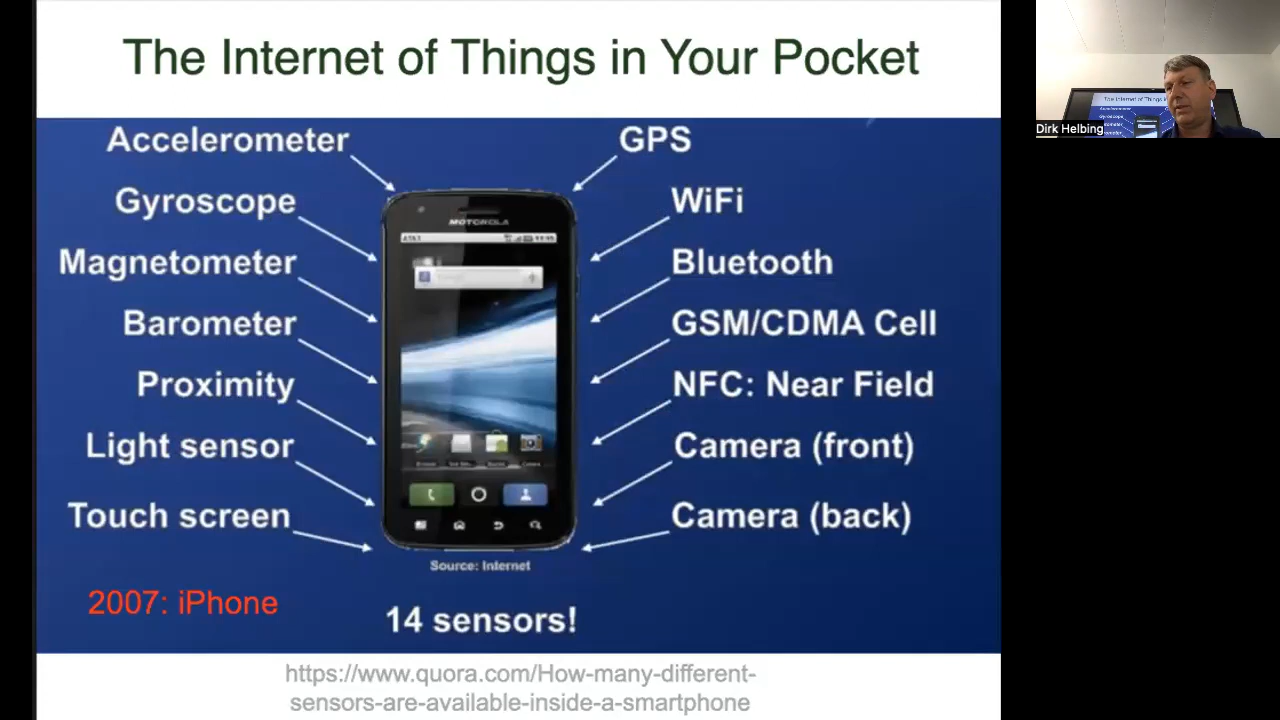 The Internet of Things in Your Pocket
Accelerometer
Gyroscope
Magnetometer
Barometer
Proximity
Light sensor
Touch screen
GPS
WiFi
Bluetooth
GSM/CDMA Cell
NFC: Near Field
Camera (front)
Camera (back)
MOTOROLA
AT&T
Source: Internet
2007: iPhone
14 sensors!
https://www.quora.com/How-many-different-
sensors-are-available-inside-a-smartphone
Dirk Helbing